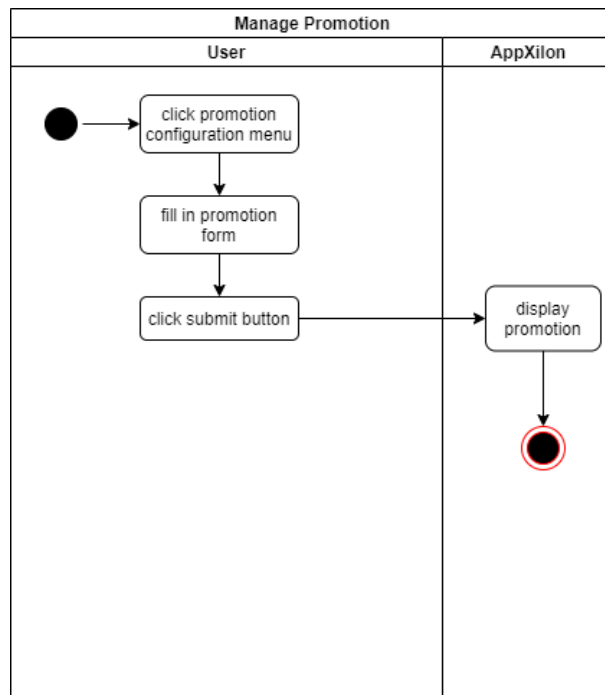 Manage Promotion
User
AppXilon
click promotion
configuration menu
fill in promotion
form
click submit button
display
promotion